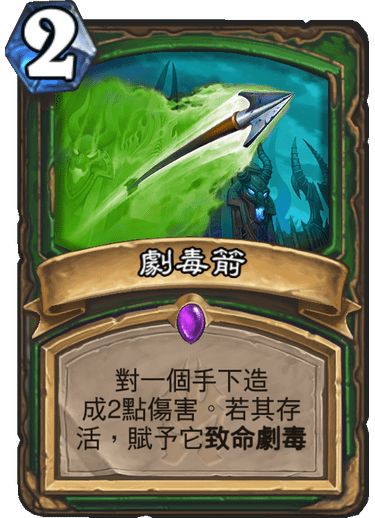 2
劇毒箭
對一個手下造
成2點傷害。若其存
活，賦予它致命劇毒